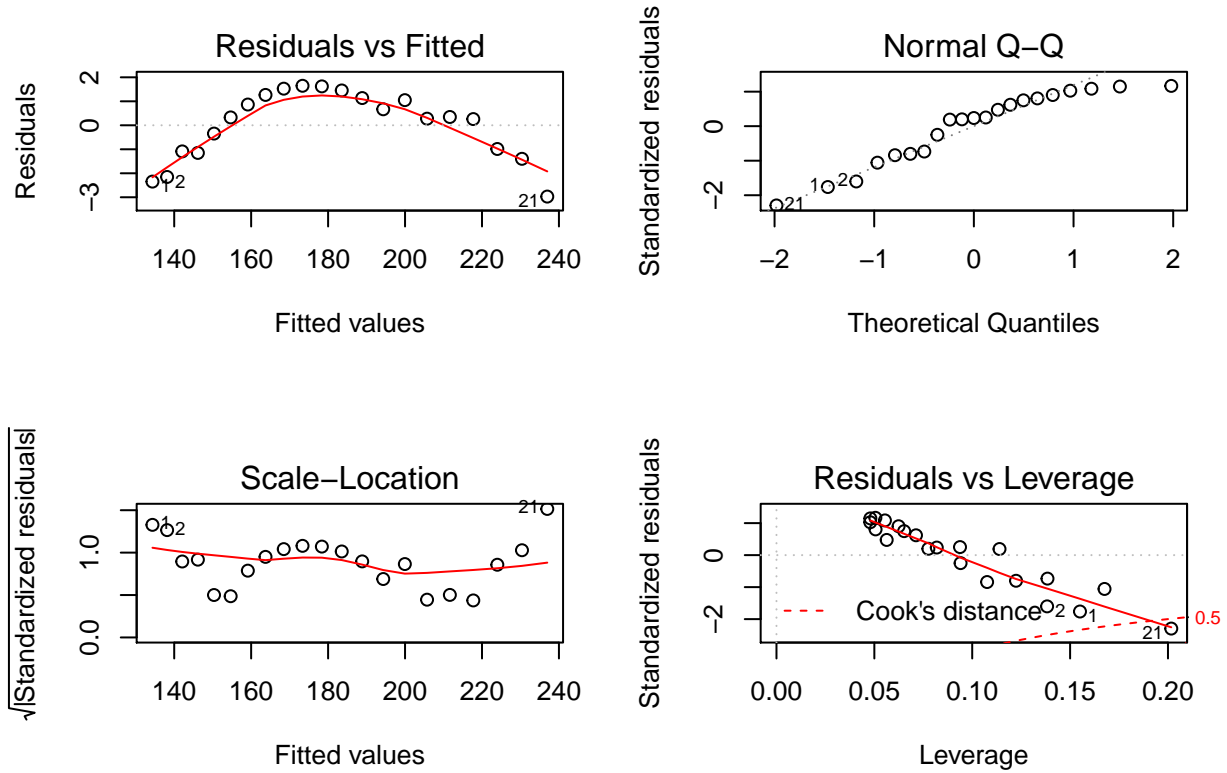 Residuals vs Fitted
Residuals
2
0
−3
1
2
21
140 160 180 200 220 240
Fitted values
Normal Q−Q
Standardized residuals
0
−2
21
1
2
−2 −1 0 1 2
Theoretical Quantiles
Scale−Location
√|Standardized residuals|
1.0
0.0
1
2
21
140 160 180 200 220 240
Fitted values
Residuals vs Leverage
Standardized residuals
0
−2
Cook's distance
2
1
21
0.5
0.00 0.05 0.10 0.15 0.20
Leverage